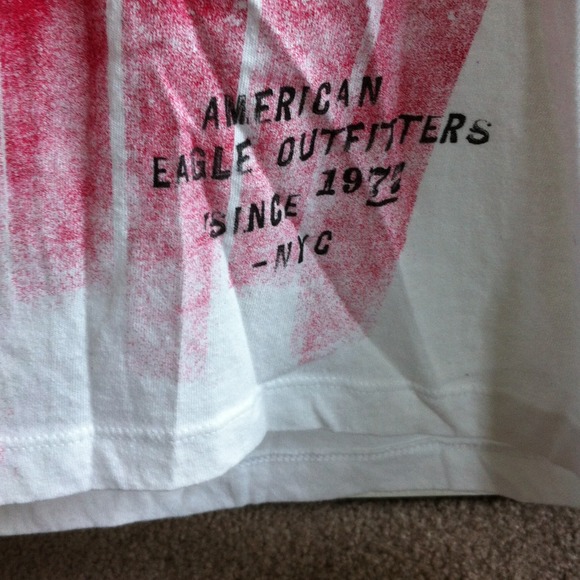 AMERICAN
EAGLE OUTFITTERS
SINCE 1977
-NYC